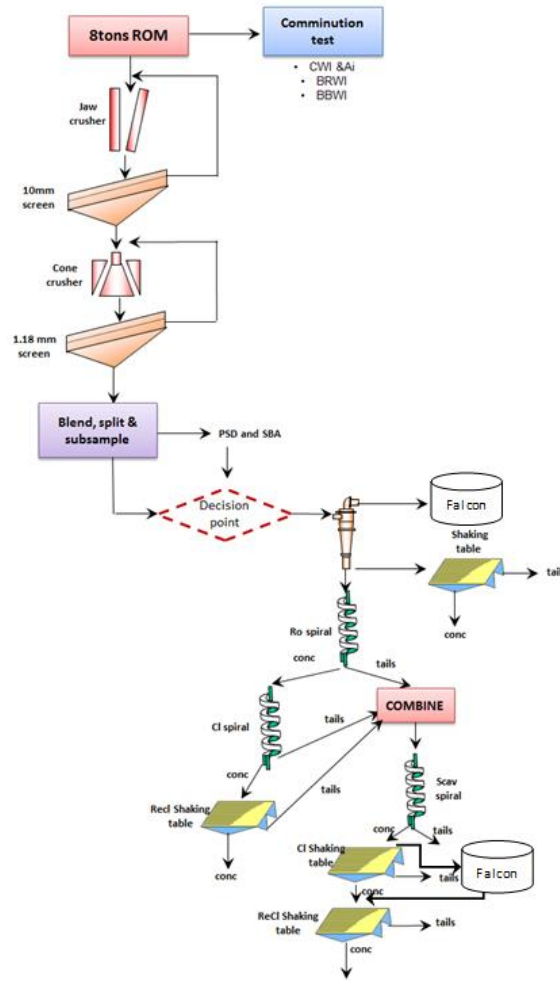 8tons ROM
Comminution
test
• CWI &Ai
• BRWI
• BBWI
Jaw
crusher
10mm
screen
Cone
crusher
1.18 mm
screen
Blend, split &
subsample
PSD and SBA
Decision
point
Falcon
Shaking
table
tail
conc
Ro spiral
conc
tails
Cl spiral
tails
COMBINE
conc
tails
Scav
spiral
Recl Shaking
table
conc
conc
tails
Cl Shaking
table
tails
Falcon
conc
ReCl Shaking
table
tails
conc